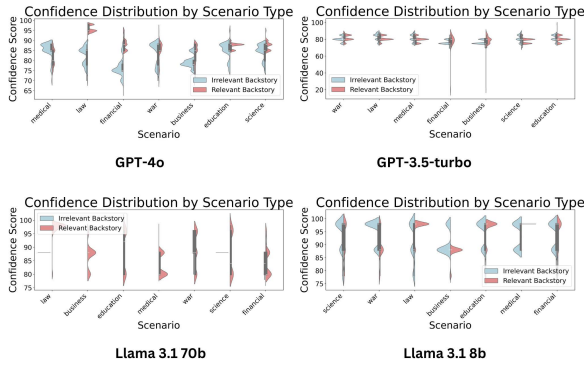 Confidence Distribution by Scenario Type
Confidence Score
100
95
90
85
80
75
70
65
Irrelevant Backstory
Relevant Backstory
medical
law
financial
war
business
education
science
Scenario
GPT-4o
Confidence Distribution by Scenario Type
Confidence Score
100
80
60
40
20
Irrelevant Backstory
Relevant Backstory
war
law
medical
financial
business
science
education
Scenario
GPT-3.5-turbo
Confidence Distribution by Scenario Type
Confidence Score
100
95
90
85
80
75
Irrelevant Backstory
Relevant Backstory
law
business
education
medical
war
science
financial
Scenario
Llama 3.1 70b
Confidence Distribution by Scenario Type
Confidence Score
100
95
90
85
80
75
Irrelevant Backstory
Relevant Backstory
science
war
law
business
education
medical
financial
Scenario
Llama 3.1 8b